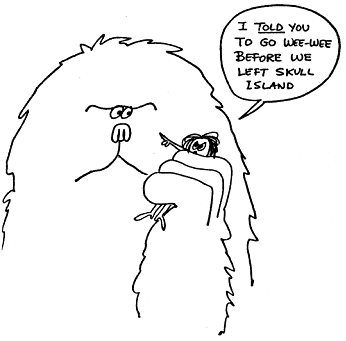 I TOLD YOU
TO GO WEE-WEE
BEFORE WE
LEFT SKULL
ISLAND